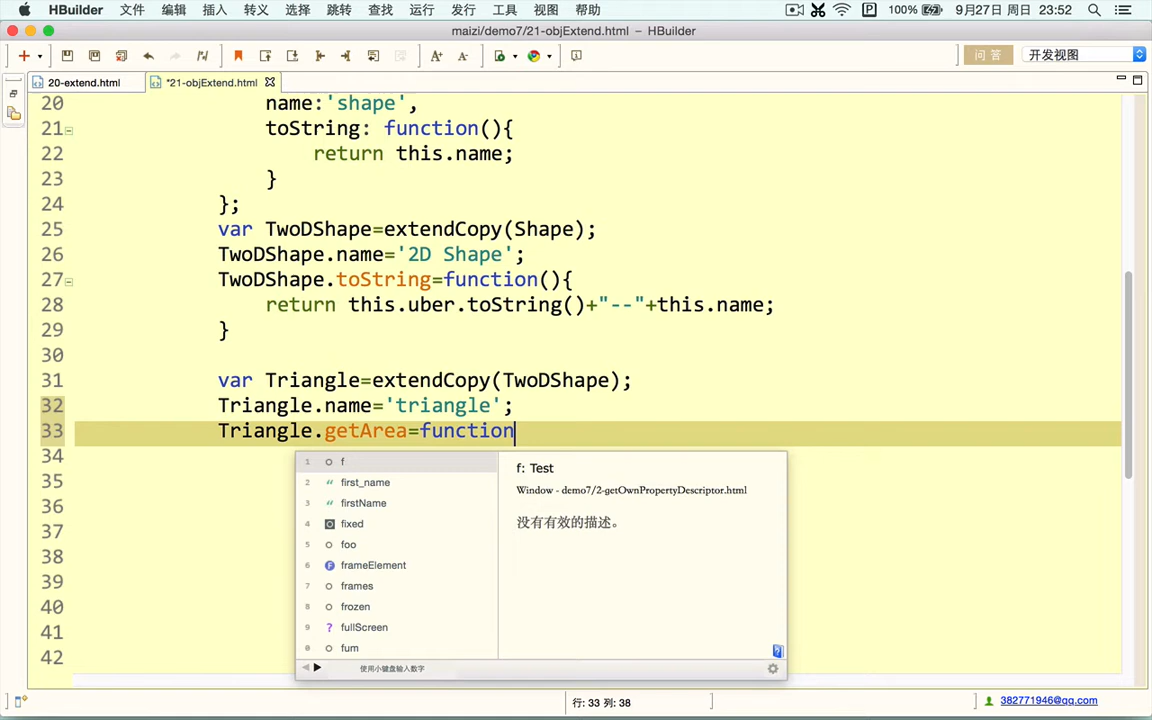 HBuilder 文件 编辑 插入 转义 选择 跳转 查找 运行 发行 工具 视图 帮助 100% 9月27日 周日 23:52
maizi/demo7/21-objExtend.html – HBuilder
问 答 开发视图
20-extend.html *21-objExtend.html
20 name:'shape',
21 toString: function(){
22 return this.name;
23 }
24 };
25 var TwoDShape=extendCopy(Shape);
26 TwoDShape.name='2D Shape';
27 TwoDShape.toString=function(){
28 return this.uber.toString()+"--"+this.name;
29 }
30
31 var Triangle=extendCopy(TwoDShape);
32 Triangle.name='triangle';
33 Triangle.getArea=function
34
35
36
37
38
39
40
41
42
1 f
2 first_name
3 firstName
4 fixed
5 foo
6 frameElement
7 frames
8 frozen
9 fullScreen
0 fum
使用小键盘输入数字
f: Test
Window - demo7/2-getOwnPropertyDescriptor.html
没有有效的描述。
行: 33 列: 38
382771946@qq.com